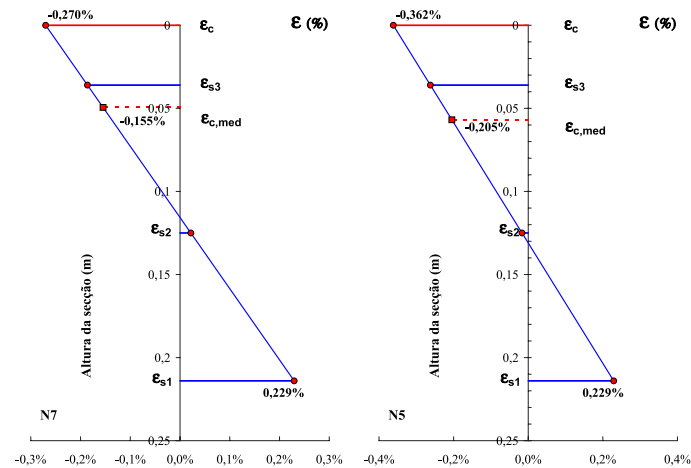 -0,270%
0
εc
ε (%)
εs3
0,05
-0,155%
εc,med
0,1
εs2
0,15
Altura da secção (m)
0,2
εs1
0,229%
N7
0,25
-0,3% -0,2% -0,1% 0,0% 0,1% 0,2% 0,3%
-0,362%
0
εc
ε (%)
εs3
0,05
-0,205%
εc,med
0,1
εs2
0,15
Altura da secção (m)
0,2
εs1
0,229%
N5
0,25
-0,4% -0,2% 0,0% 0,2% 0,4%